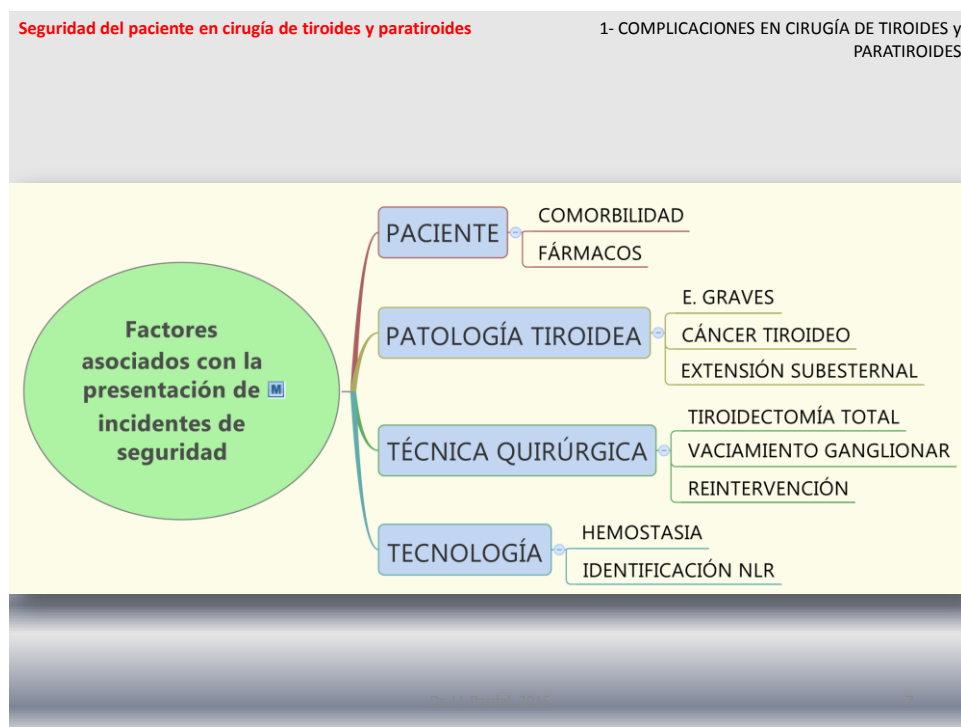 Seguridad del paciente en cirugía de tiroides y paratiroides
1- COMPLICACIONES EN CIRUGÍA DE TIROIDES y
PARATIROIDES
Factores
asociados con la
presentación de
incidentes de
seguridad
M
PACIENTE
COMORBILIDAD
FÁRMACOS
PATOLOGÍA TIROIDEA
E. GRAVES
CÁNCER TIROIDEO
EXTENSIÓN SUBESTERNAL
TÉCNICA QUIRÚRGICA
TIROIDECTOMÍA TOTAL
VACIAMIENTO GANGLIONAR
REINTERVENCIÓN
TECNOLOGÍA
HEMOSTASIA
IDENTIFICACIÓN NLR
2015
7